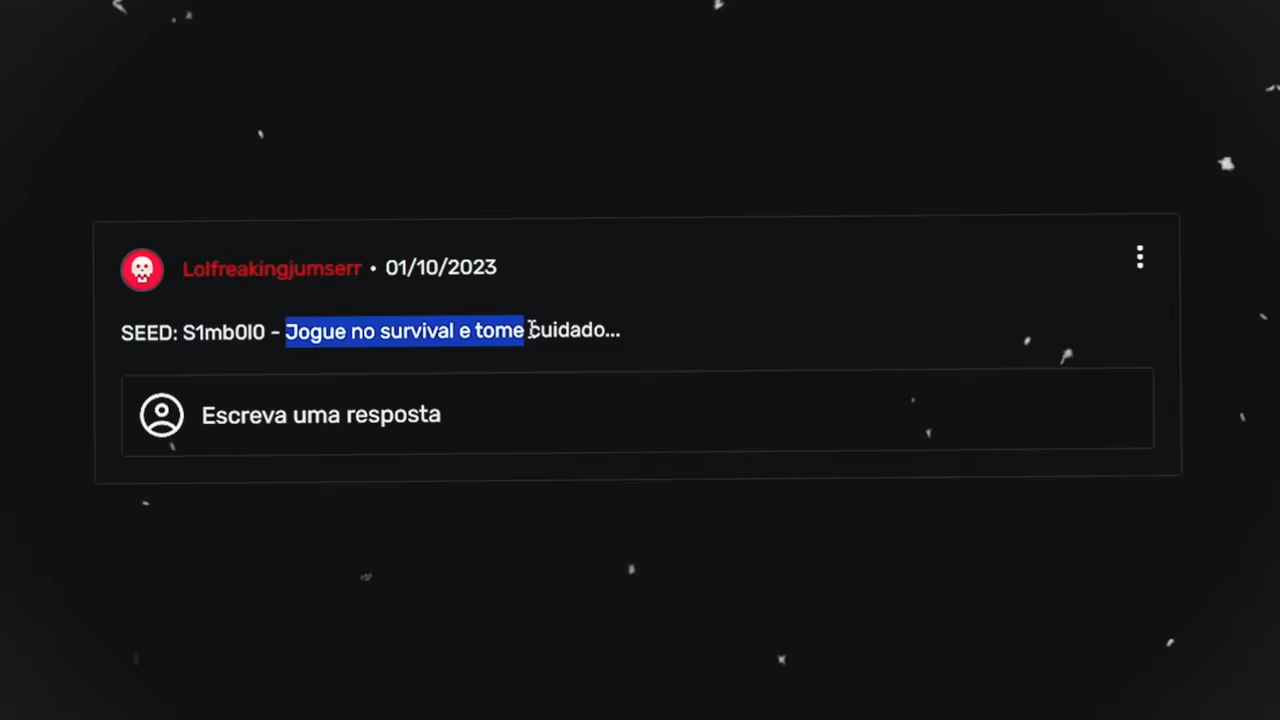 Lolfreakingjumserr • 01/10/2023
SEED: S1mb0l0 - Jogue no survival e tome cuidado...
Escreva uma resposta